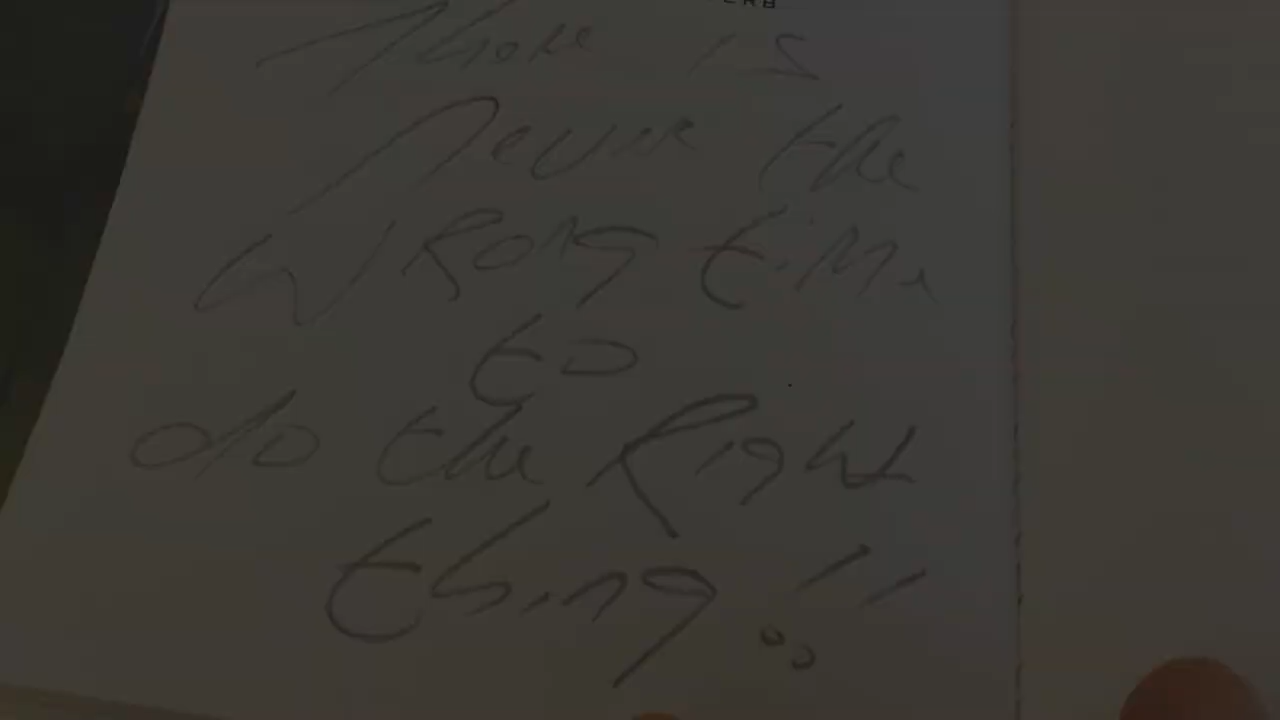 There is
never the
wRong time
to
do the Right
thing!!